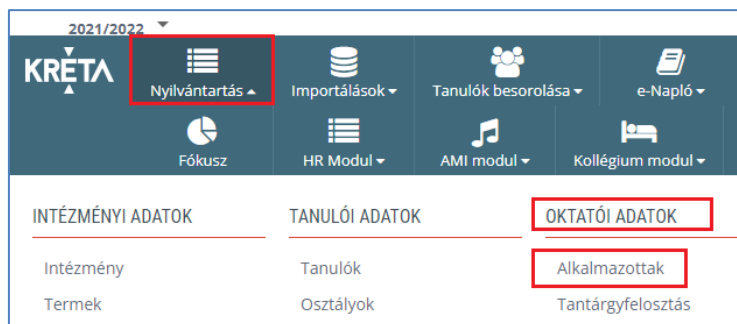 2021/2022
KRÉTA
Nyilvántartás
Importálások
Tanulók besorolása
e-Napló
Fókusz
HR Modul
AMI modul
Kollégium modul
INTÉZMÉNYI ADATOK
TANULÓI ADATOK
OKTATÓI ADATOK
Intézmény
Tanulók
Alkalmazottak
Termek
Osztályok
Tantárgyfelosztás